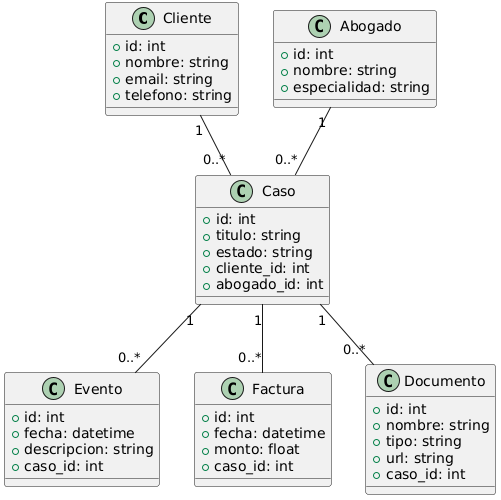 C Cliente
id: int
nombre: string
email: string
telefono: string
C Abogado
id: int
nombre: string
especialidad: string
1
1
0..*
0..*
C Caso
id: int
titulo: string
estado: string
cliente_id: int
abogado_id: int
1
1
1
0..*
0..*
0..*
C Evento
id: int
fecha: datetime
descripcion: string
caso_id: int
C Factura
id: int
fecha: datetime
monto: float
caso_id: int
C Documento
id: int
nombre: string
tipo: string
url: string
caso_id: int